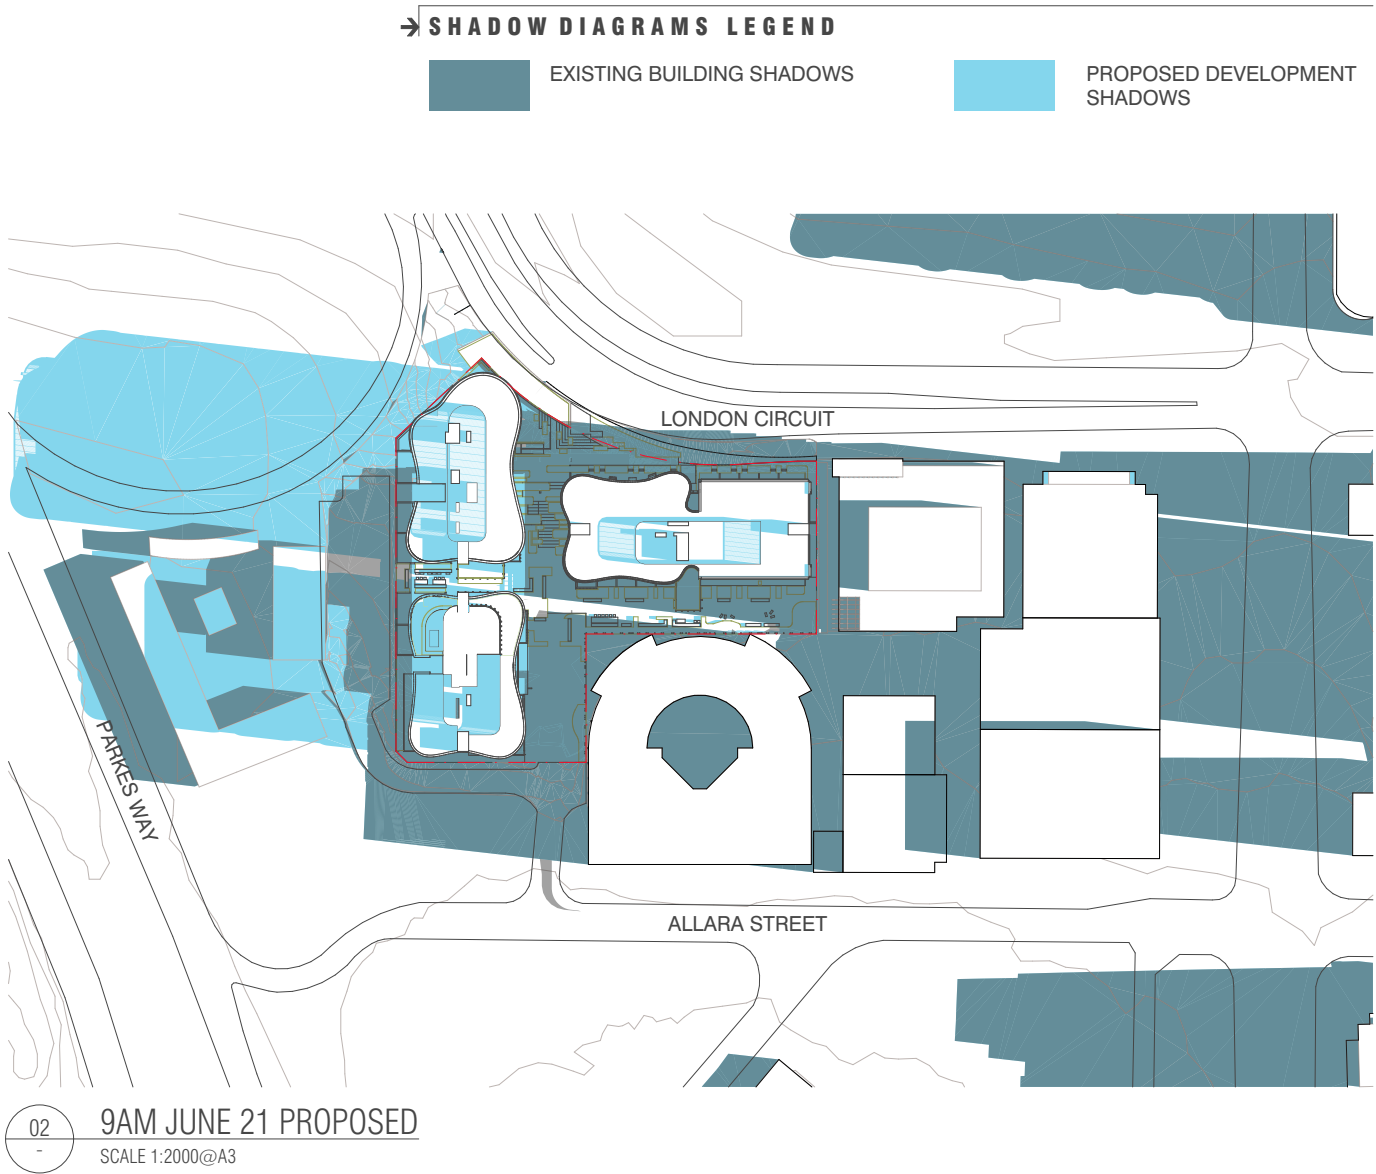 SHADOW DIAGRAMS LEGEND
EXISTING BUILDING SHADOWS
PROPOSED DEVELOPMENT
SHADOWS
LONDON CIRCUIT
PARKES WAY
ALLARA STREET
02
-
9AM JUNE 21 PROPOSED
SCALE 1:2000@A3